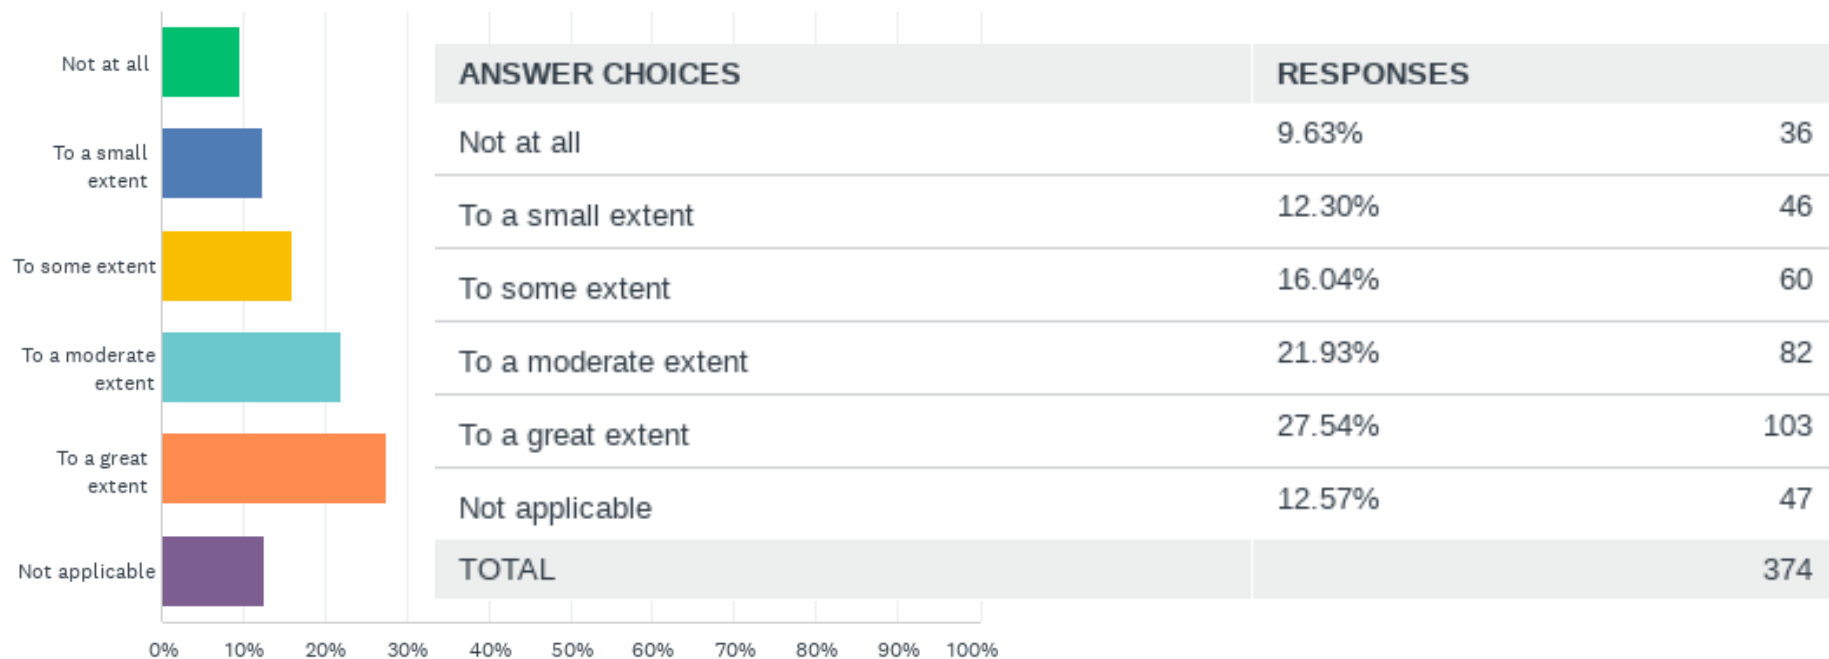 Not at all
To a small
extent
To some extent
To a moderate
extent
To a great
extent
Not applicable
0% 10% 20% 30% 40% 50% 60% 70% 80% 90% 100%
ANSWER CHOICES RESPONSES
Not at all 9.63% 36
To a small extent 12.30% 46
To some extent 16.04% 60
To a moderate extent 21.93% 82
To a great extent 27.54% 103
Not applicable 12.57% 47
TOTAL 374